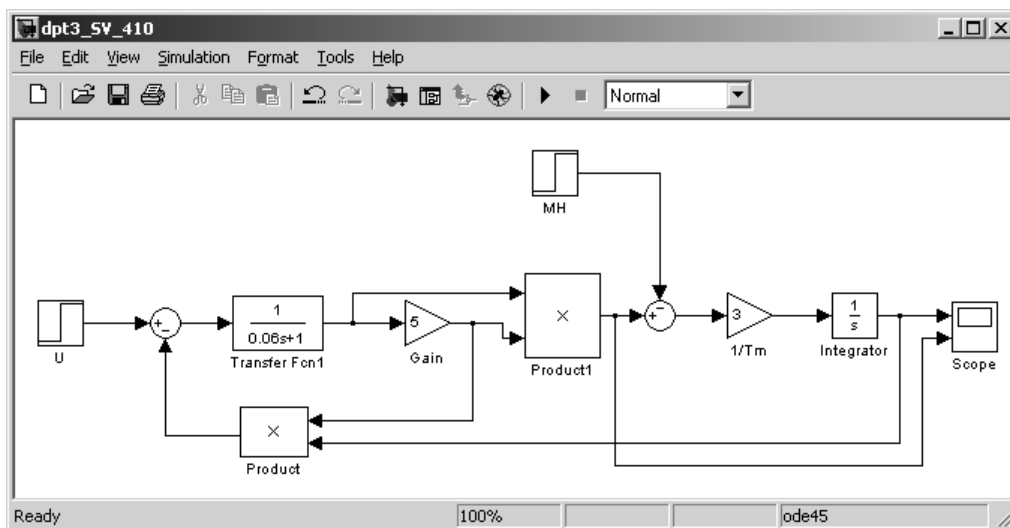 dpt3_SV_410
File Edit View Simulation Format Tools Help
Normal
MH
U
+
−
1
0.06s+1
Transfer Fcn1
5
Gain
×
Product1
+
−
3
1/Tm
1
s
Integrator
Scope
×
Product
Ready 100% ode45